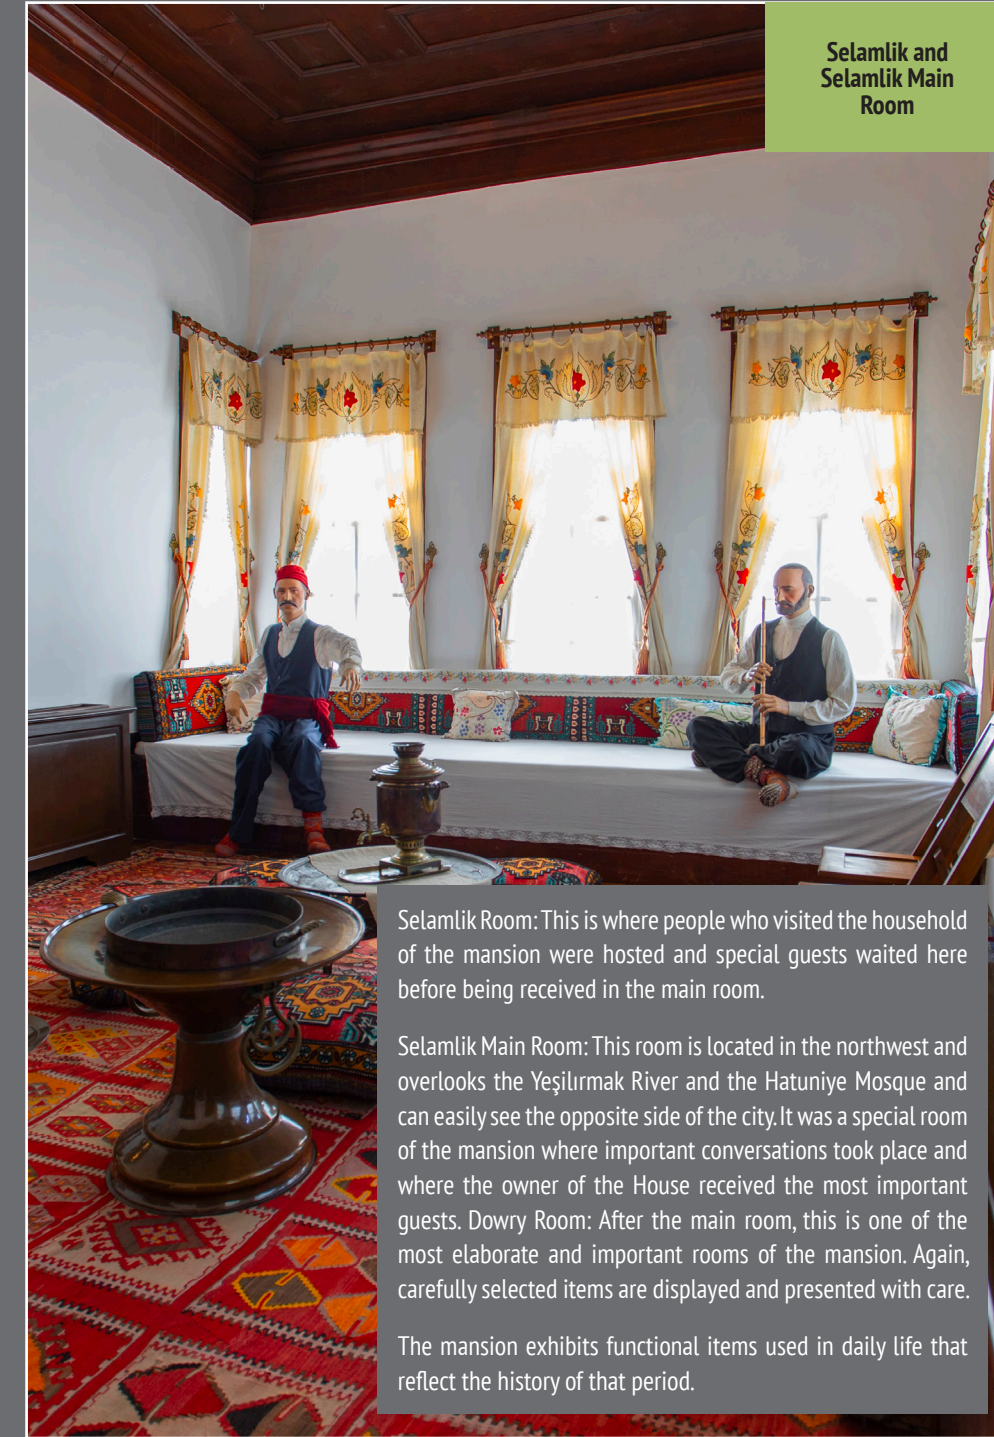 Selamlik and
Selamlik Main
Room
Selamlik Room: This is where people who visited the household
of the mansion were hosted and special guests waited here
before being received in the main room.
Selamlik Main Room: This room is located in the northwest and
overlooks the Yeşilırmak River and the Hatuniye Mosque and
can easily see the opposite side of the city. It was a special room
of the mansion where important conversations took place and
where the owner of the House received the most important
guests. Dowry Room: After the main room, this is one of the
most elaborate and important rooms of the mansion. Again,
carefully selected items are displayed and presented with care.
The mansion exhibits functional items used in daily life that
reflect the history of that period.